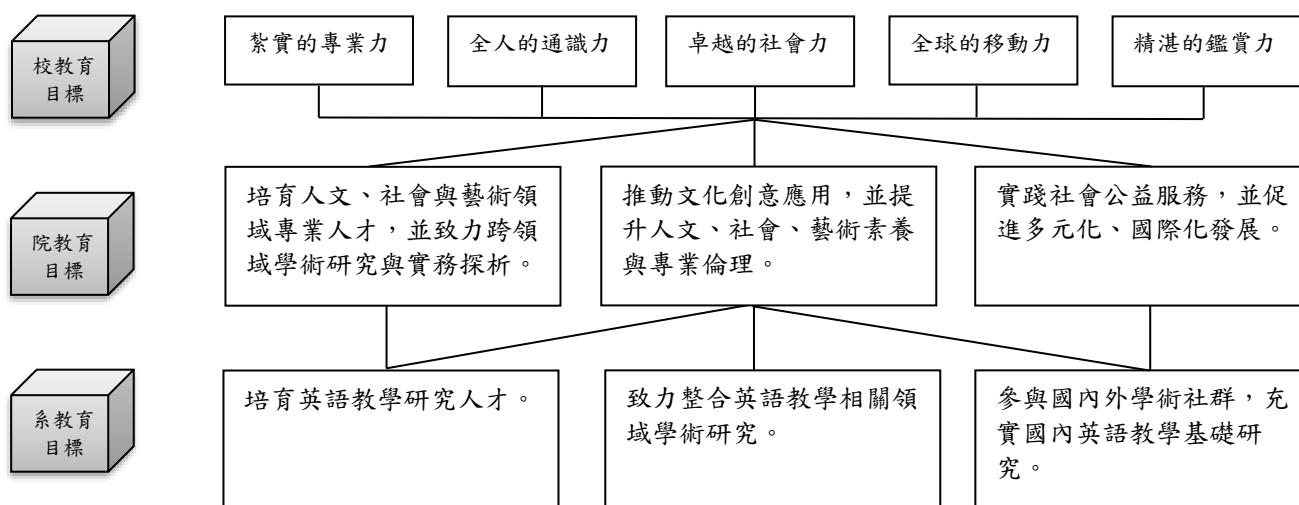 校教育
目標
紮實的專業力
全人的通識力
卓越的社會力
全球的移動力
精湛的鑑賞力
院教育
目標
培育人文、社會與藝術領
域專業人才，並致力跨領
域學術研究與實務探析。
推動文化創意應用，並提
升人文、社會、藝術素養
與專業倫理。
實踐社會公益服務，並促
進多元化、國際化發展。
系教育
目標
培育英語教學研究人才。
致力整合英語教學相關領
域學術研究。
參與國內外學術社群，充
實國內英語教學基礎研
究。